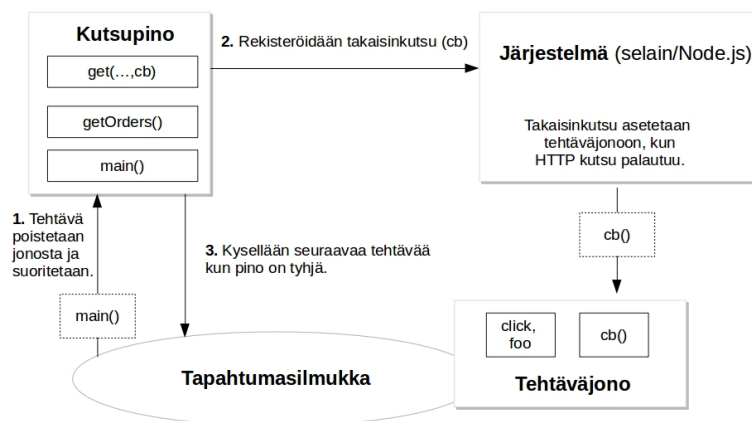 Kutsupino
get(…,cb)
getOrders()
main()
2. Rekisteröidään takaisinkutsu (cb)
Järjestelmä (selain/Node.js)
Takaisinkutsu asetetaan
tehtäväjonoon, kun
HTTP kutsu palautuu.
1. Tehtävä
poistetaan
jonosta ja
suoritetaan.
3. Kysellään seuraavaa tehtävää
kun pino on tyhjä.
cb()
main()
click,
foo
cb()
Tapahtumasilmukka
Tehtäväjono